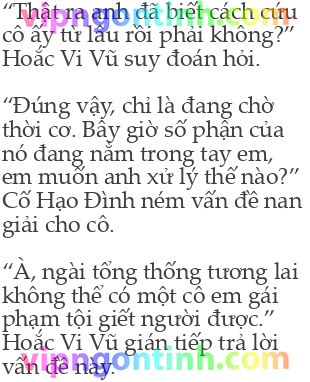 “Thật ra anh đã biết cách cứu
cô ấy từ lâu rồi phải không?”
Hoắc Vi Vũ suy đoán hỏi.
“Đúng vậy, chỉ là đang chờ
thời cơ. Bây giờ số phận của
nó đang nằm trong tay em,
em muốn anh xử lý thế nào?”
Cố Hạo Đình ném vấn đề nan
giải cho cô.
“À, ngài tổng thống tương lai
không thể có một cô em gái
phạm tội giết người được.”
Hoắc Vi Vũ gián tiếp trả lời
vấn đề này.
vipngontinh.com
vipngontinh.com